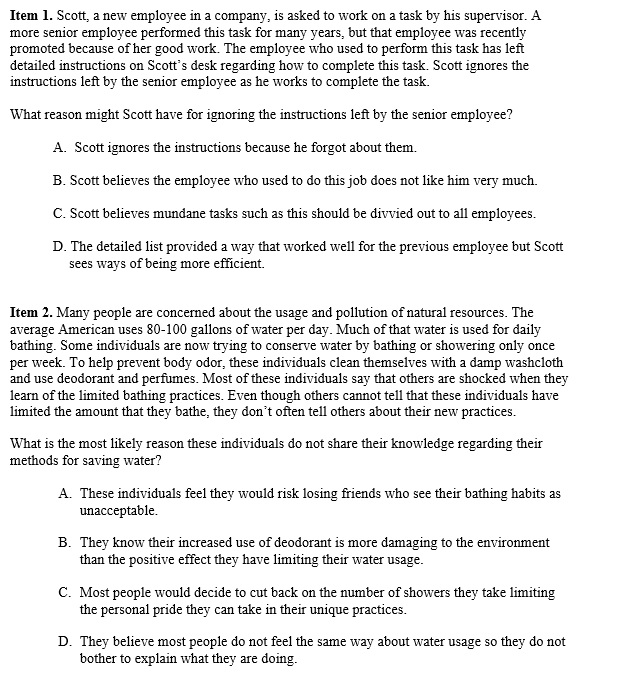 Item 1. Scott, a new employee in a company, is asked to work on a task by his supervisor. A
more senior employee performed this task for many years, but that employee was recently
promoted because of her good work. The employee who used to perform this task has left
detailed instructions on Scott's desk regarding how to complete this task. Scott ignores the
instructions left by the senior employee as he works to complete the task.
What reason might Scott have for ignoring the instructions left by the senior employee?
A. Scott ignores the instructions because he forgot about them.
B. Scott believes the employee who used to do this job does not like him very much.
C. Scott believes mundane tasks such as this should be divvied out to all employees.
D. The detailed list provided a way that worked well for the previous employee but Scott
sees ways of being more efficient.
Item 2. Many people are concerned about the usage and pollution of natural resources. The
average American uses 80-100 gallons of water per day. Much of that water is used for daily
bathing. Some individuals are now trying to conserve water by bathing or showering only once
per week. To help prevent body odor, these individuals clean themselves with a damp washcloth
and use deodorant and perfumes. Most of these individuals say that others are shocked when they
learn of the limited bathing practices. Even though others cannot tell that these individuals have
limited the amount that they bathe, they don't often tell others about their new practices.
What is the most likely reason these individuals do not share their knowledge regarding their
methods for saving water?
A. These individuals feel they would risk losing friends who see their bathing habits as
unacceptable.
B. They know their increased use of deodorant is more damaging to the environment
than the positive effect they have limiting their water usage.
C. Most people would decide to cut back on the number of showers they take limiting
the personal pride they can take in their unique practices.
D. They believe most people do not feel the same way about water usage so they do not
bother to explain what they are doing.